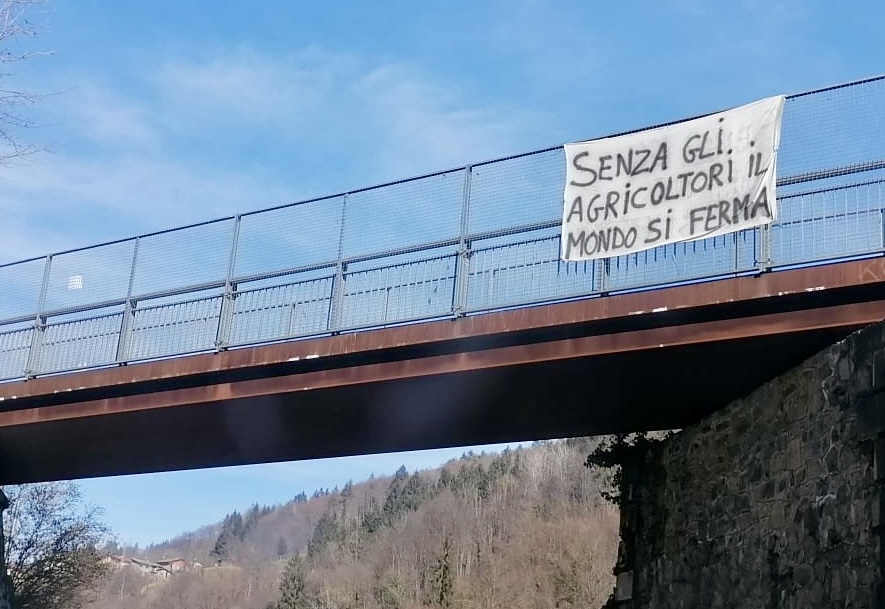 SENZA GLI...
AGRICOLTORI IL
MONDO SI FERMA